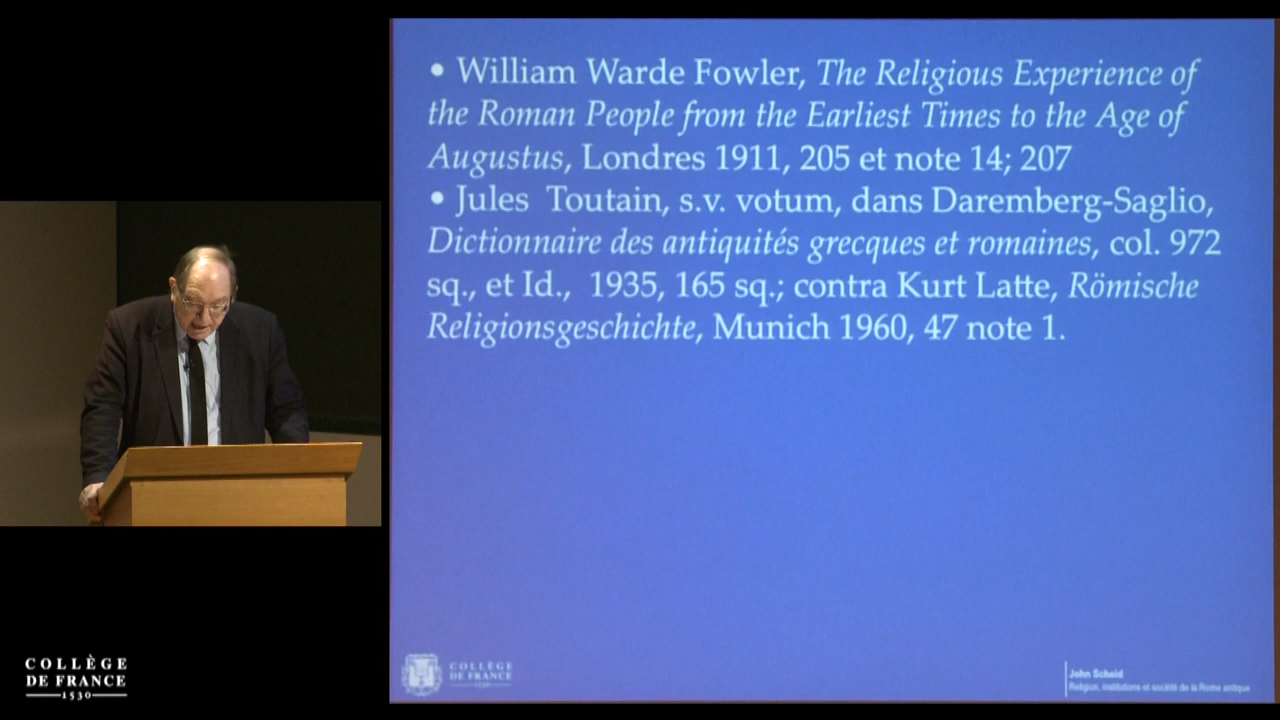 • William Warde Fowler, The Religious Experience of
the Roman People from the Earliest Times to the Age of
Augustus, Londres 1911, 205 et note 14; 207
• Jules Toutain, s.v. votum, dans Daremberg-Saglio,
Dictionnaire des antiquités grecques et romaines, col. 972
sq., et Id., 1935, 165 sq.; contra Kurt Latte, Römische
Religionsgeschichte, Munich 1960, 47 note 1.
COLLÈGE
DE FRANCE
1530
COLLÈGE
DE FRANCE
1530
John Scheid
Religion, institutions et société de la Rome antique